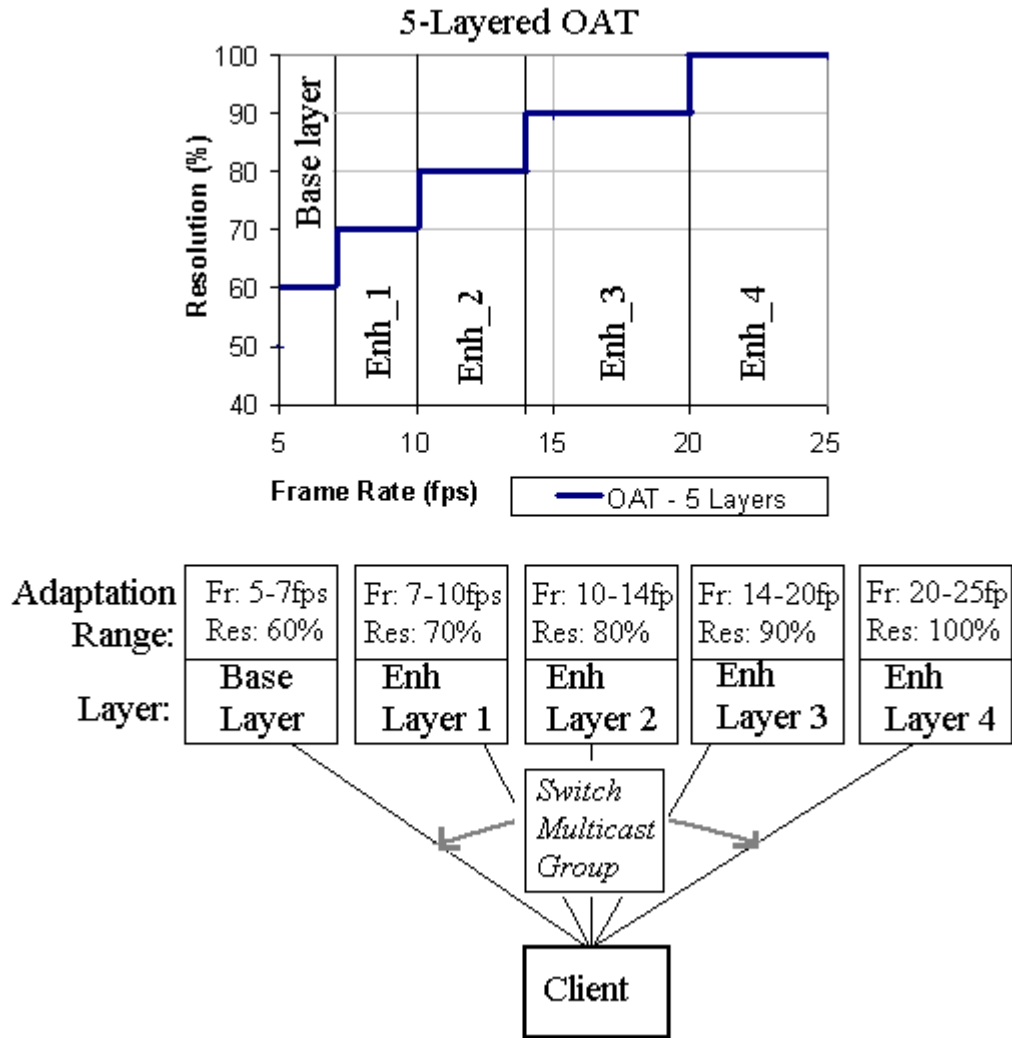 5-Layered OAT
Resolution (%)
100
90
80
70
60
50
40
Base layer
Enh_1
Enh_2
Enh_3
Enh_4
5
10
15
20
25
Frame Rate (fps)
OAT - 5 Layers
Adaptation
Range:
Fr: 5-7fps
Res: 60%
Fr: 7-10fps
Res: 70%
Fr: 10-14fp
Res: 80%
Fr: 14-20fp
Res: 90%
Fr: 20-25fp
Res: 100%
Layer:
Base
Layer
Enh
Layer 1
Enh
Layer 2
Enh
Layer 3
Enh
Layer 4
Switch
Multicast
Group
Client